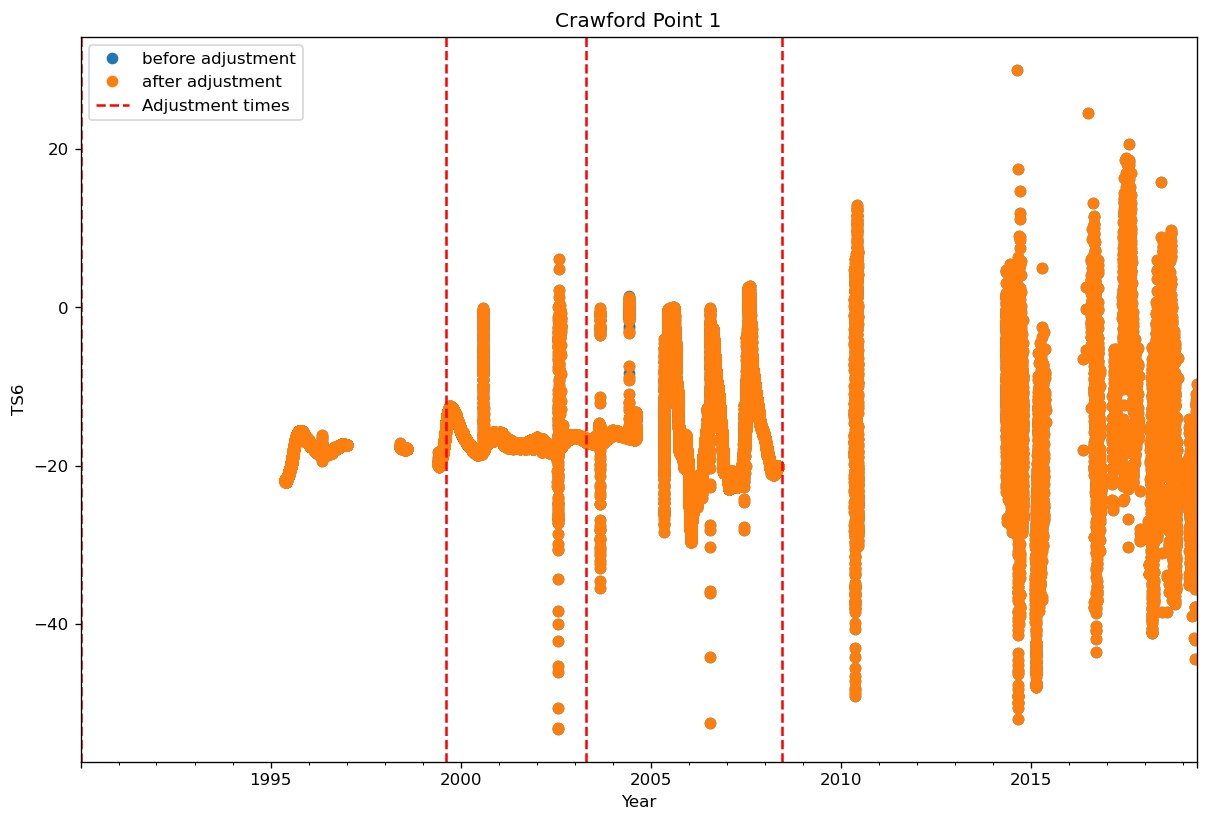 Crawford Point 1
before adjustment
after adjustment
Adjustment times
TS6
20
0
−20
−40
1995
2000
2005
2010
2015
Year